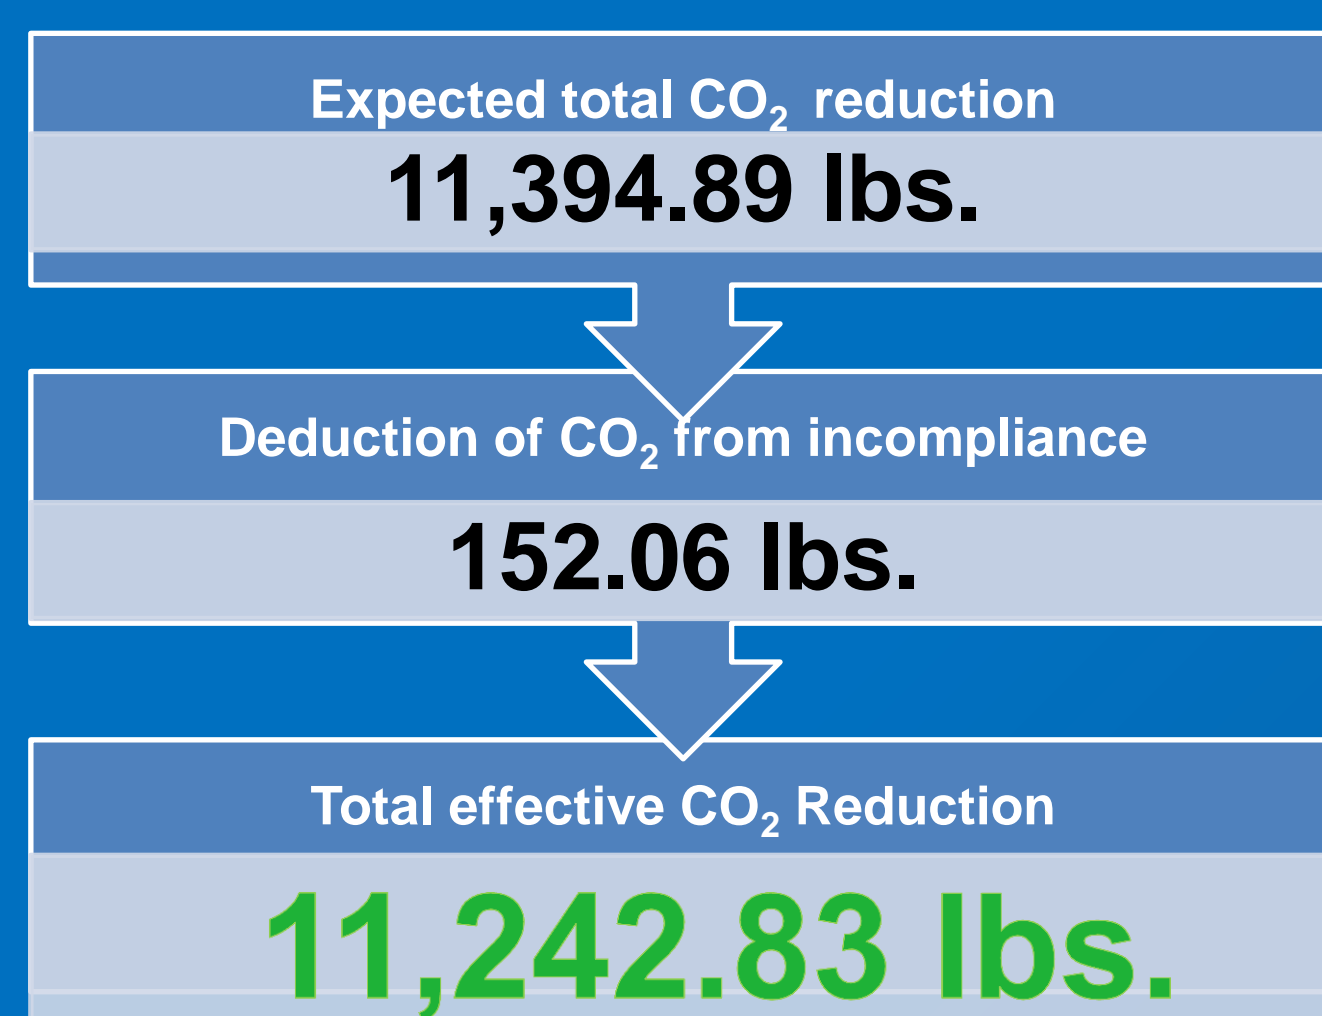 Expected total CO₂ reduction
11,394.89 lbs.
Deduction of CO₂ from incompliance
152.06 lbs.
Total effective CO₂ Reduction
11,242.83 lbs.